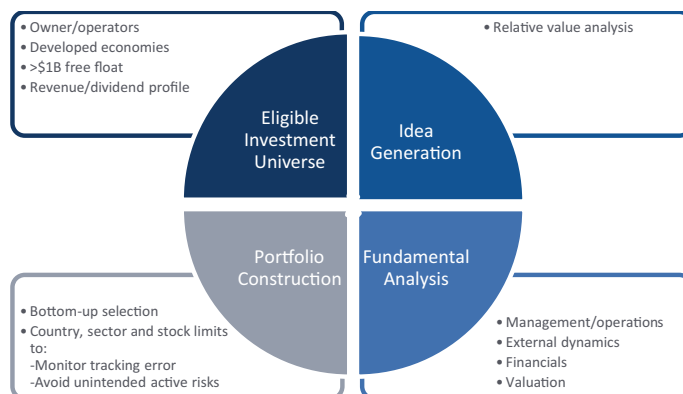 • Owner/operators
• Developed economies
• >$1B free float
• Revenue/dividend profile
• Relative value analysis
Eligible
Investment
Universe
Idea
Generation
Portfolio
Construction
Fundamental
Analysis
• Bottom-up selection
• Country, sector and stock limits
to:
-Monitor tracking error
-Avoid unintended active risks
• Management/operations
• External dynamics
• Financials
• Valuation